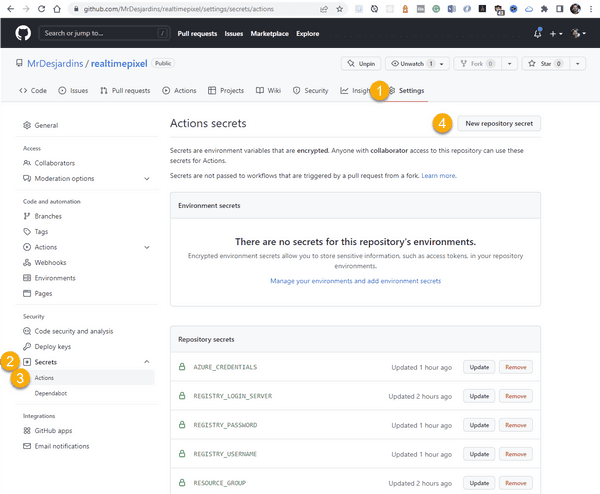 github.com/MrDesjardins/realtimepixel/settings/secrets/actions
Search or jump to...
/
Pull requests
Issues
Marketplace
Explore
MrDesjardins / realtimepixel
Public
Unpin
Unwatch 1
Fork 0
Star 0
Code
Issues
Pull requests
Actions
Projects
Wiki
Security
Insigh
1
Settings
General
Access
Collaborators
Moderation options
Code and automation
Branches
Tags
Actions
Webhooks
Environments
Pages
Security
Code security and analysis
Deploy keys
2
Secrets
3
Actions
Dependabot
Integrations
GitHub apps
Email notifications
Actions secrets
4
New repository secret
Secrets are environment variables that are encrypted. Anyone with collaborator access to this repository can use these
secrets for Actions.
Secrets are not passed to workflows that are triggered by a pull request from a fork. Learn more.
Environment secrets
There are no secrets for this repository's environments.
Encrypted environment secrets allow you to store sensitive information, such as access tokens, in your repository
environments.
Manage your environments and add environment secrets
Repository secrets
AZURE_CREDENTIALS Updated 1 hour ago Update Remove
REGISTRY_LOGIN_SERVER Updated 2 hours ago Update Remove
REGISTRY_PASSWORD Updated 1 hour ago Update Remove
REGISTRY_USERNAME Updated 1 hour ago Update Remove
RESOURCE_GROUP Updated 2 hours ago Update Remove